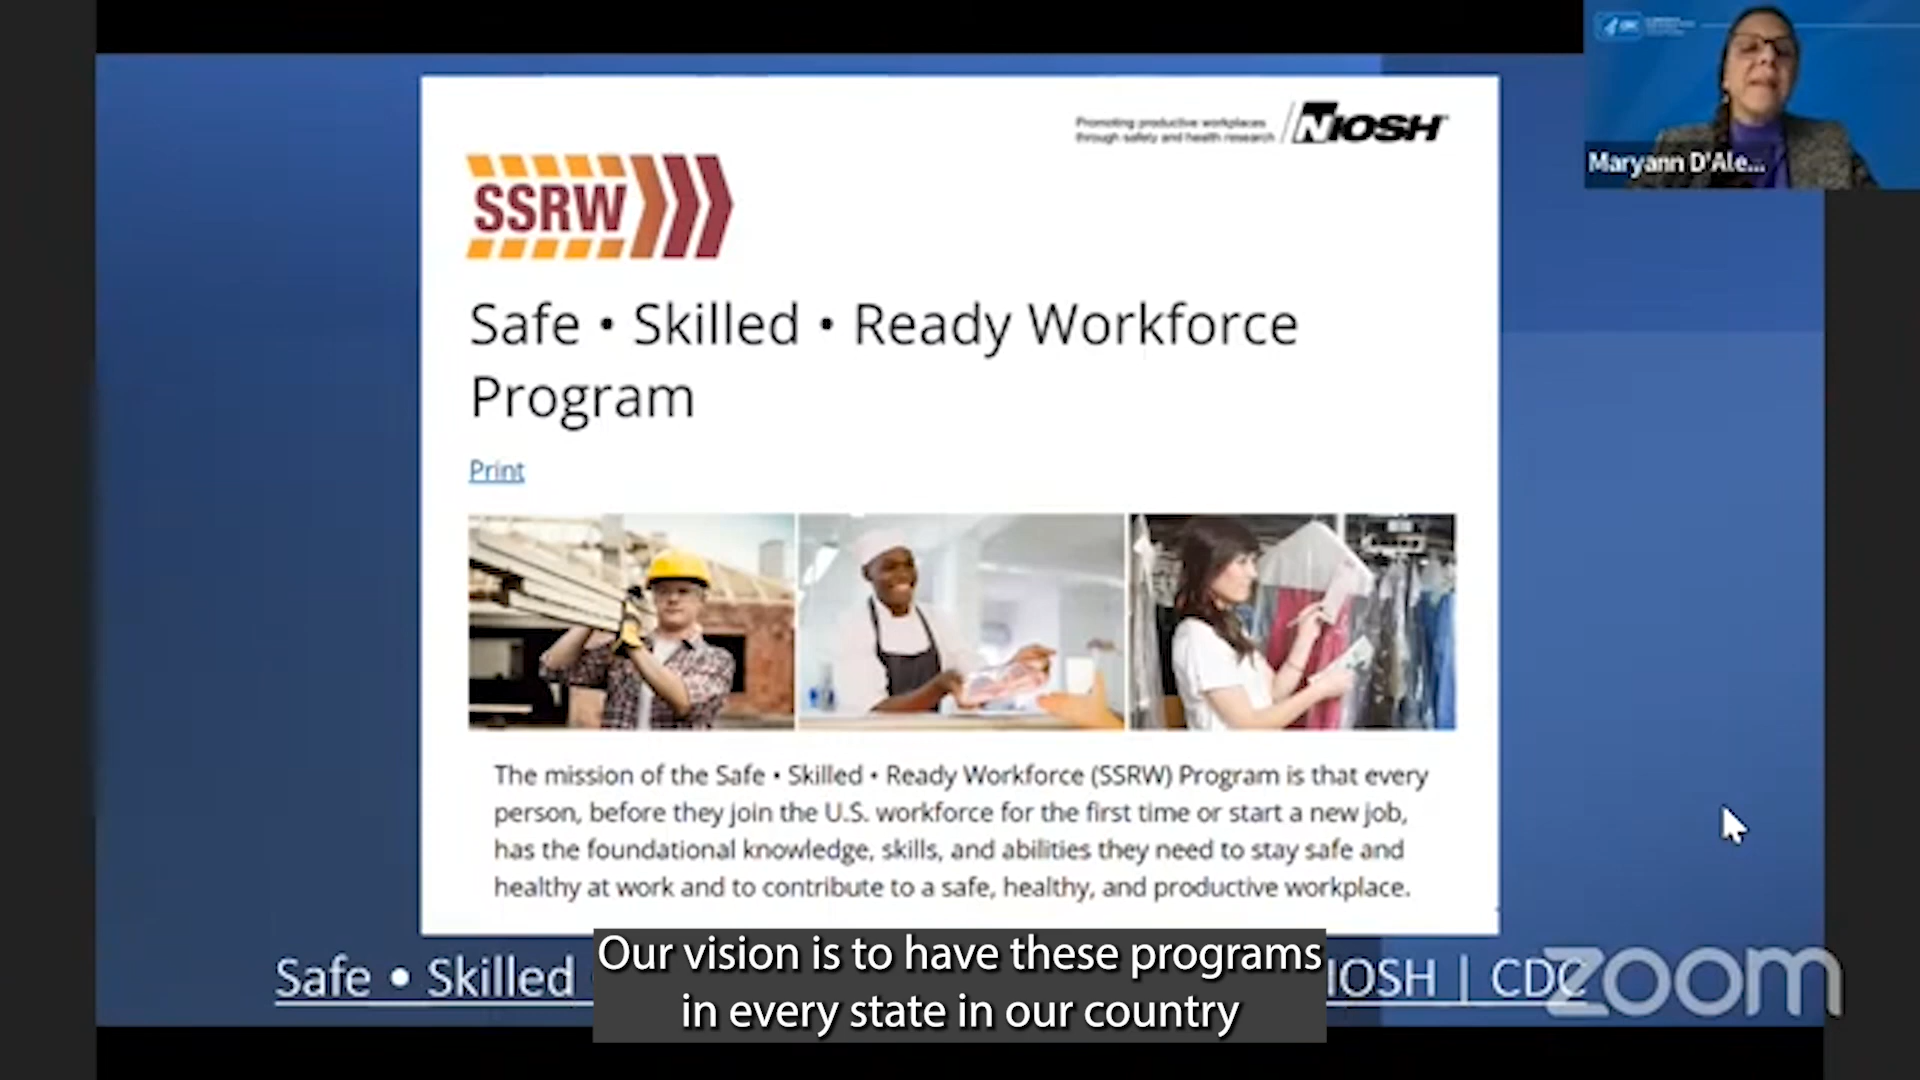 Promoting productive workplaces
through safety and health research
NIOSH
SSRW
Safe • Skilled • Ready Workforce
Program
Print
The mission of the Safe • Skilled • Ready Workforce (SSRW) Program is that every
person, before they join the U.S. workforce for the first time or start a new job,
has the foundational knowledge, skills, and abilities they need to stay safe and
healthy at work and to contribute to a safe, healthy, and productive workplace.
Maryann D'Ale...
Safe • Skilled
IOSH | CDC
zoom
Our vision is to have these programs
in every state in our country